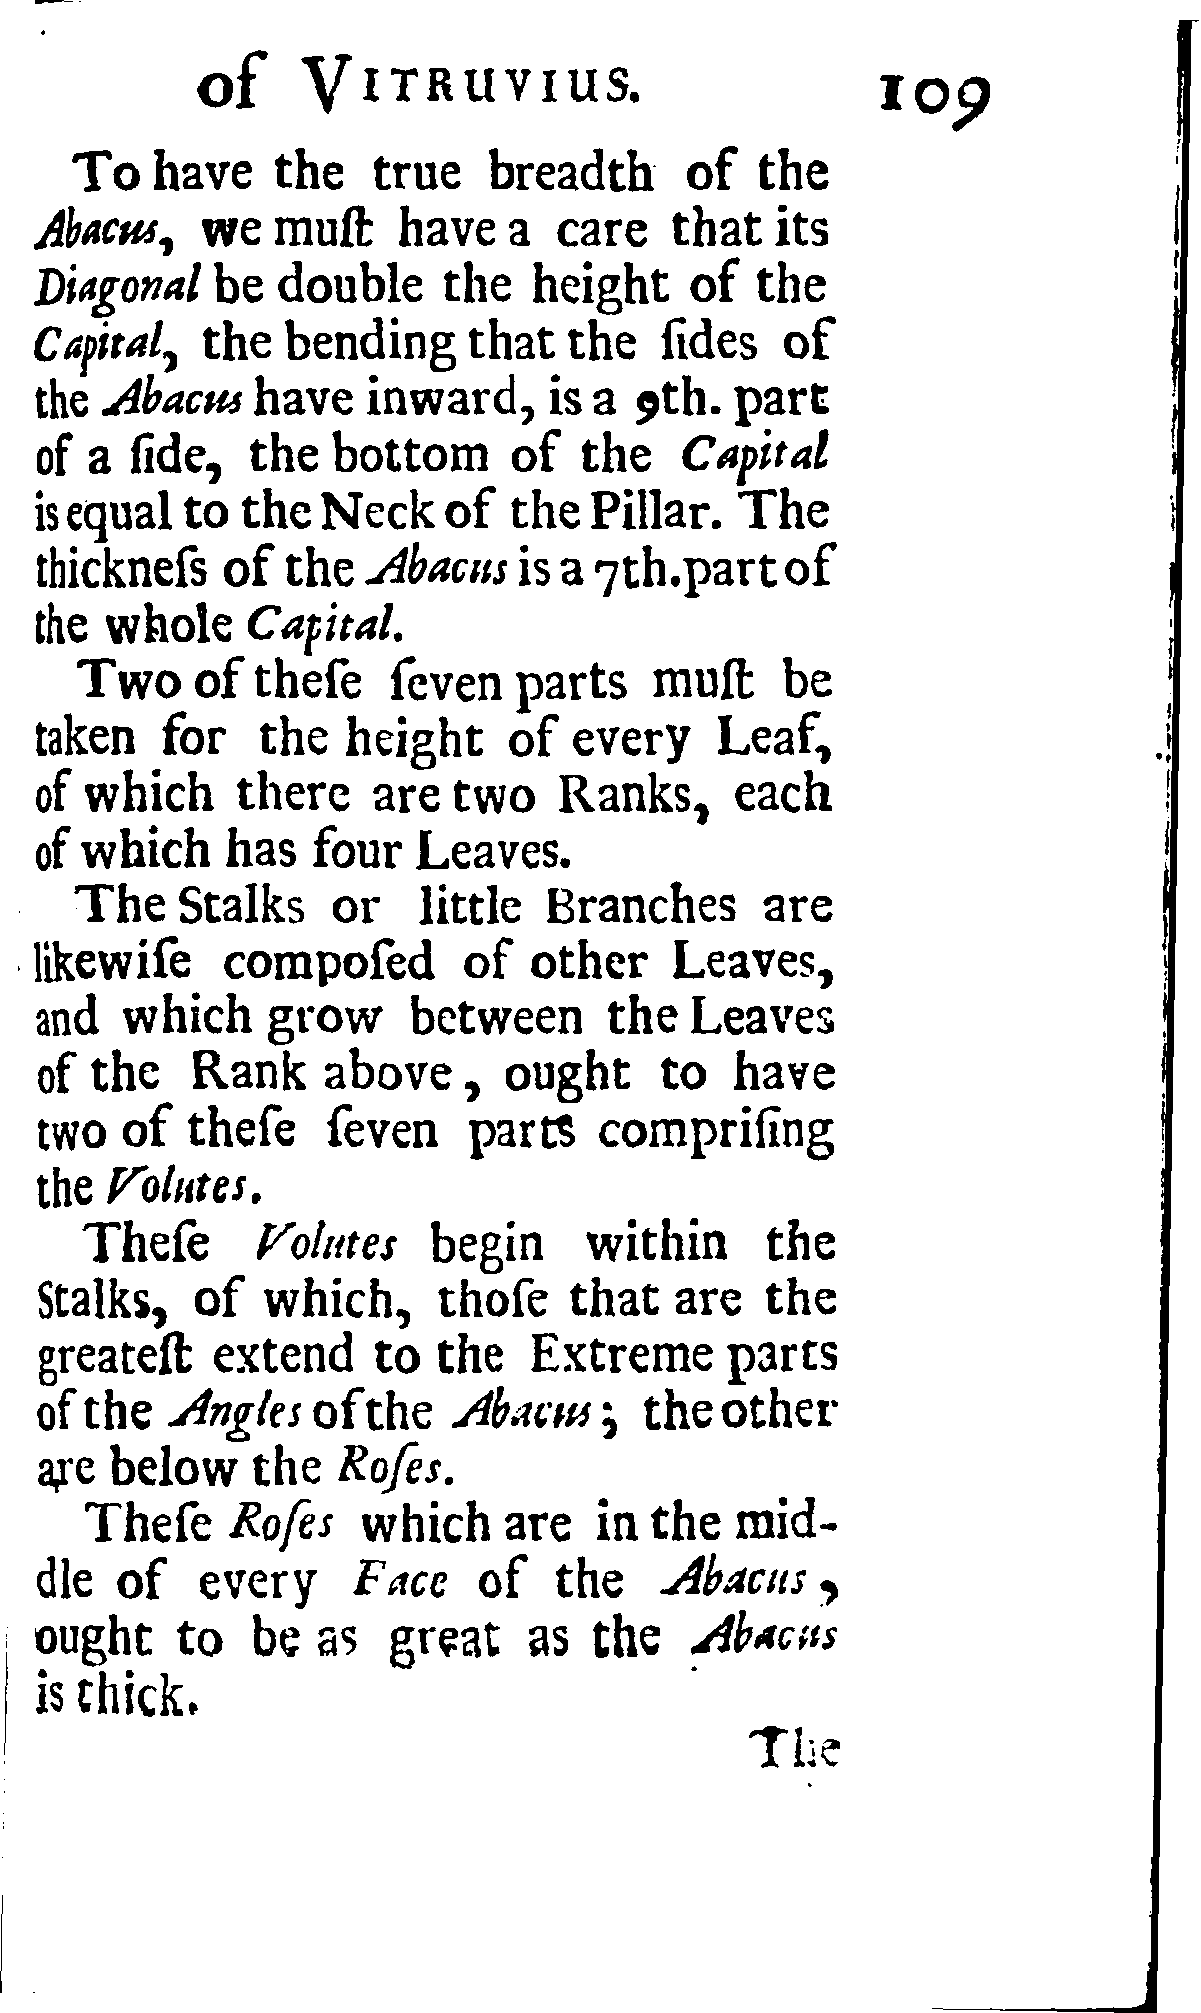 of VITRUVIUS. 109
To have the true breadth of the
Abacus, we muſt have a care that its
Diagonal be double the height of the
Capital, the bending that the ſides of
the Abacus have inward, is a 9th. part
of a ſide, the bottom of the Capital
is equal to the Neck of the Pillar. The
thickneſs of the Abacus is a 7th. part of
the whole Capital.
Two of theſe ſeven parts muſt be
taken for the height of every Leaf,
of which there are two Ranks, each
of which has four Leaves.
The Stalks or little Branches are
likewiſe compoſed of other Leaves,
and which grow between the Leaves
of the Rank above, ought to have
two of theſe ſeven parts compriſing
the Volutes.
Theſe Volutes begin within the
Stalks, of which, thoſe that are the
greateſt extend to the Extreme parts
of the Angles of the Abacus; the other
are below the Roſes.
Theſe Roſes which are in the mid-
dle of every Face of the Abacus,
ought to be as great as the Abacus
is thick.
The